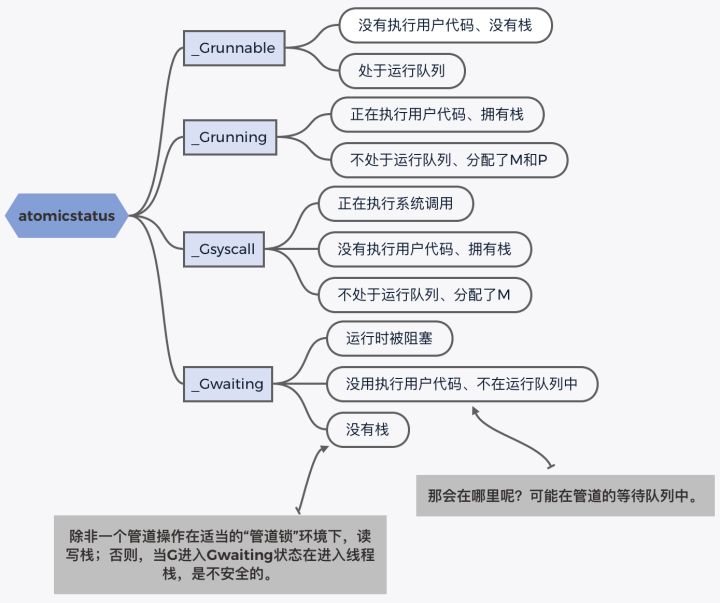 atomicstatus
_Grunnable
没有执行用户代码、没有栈
处于运行队列
_Grunning
正在执行用户代码、拥有栈
不处于运行队列、分配了M和P
_Gsyscall
正在执行系统调用
没有执行用户代码、拥有栈
不处于运行队列、分配了M
_Gwaiting
运行时被阻塞
没用执行用户代码、不在运行队列中
没有栈
那会在哪里呢？可能在管道的等待队列中。
除非一个管道操作在适当的“管道锁”环境下，读
写栈；否则，当G进入Gwaiting状态在进入线程
栈，是不安全的。